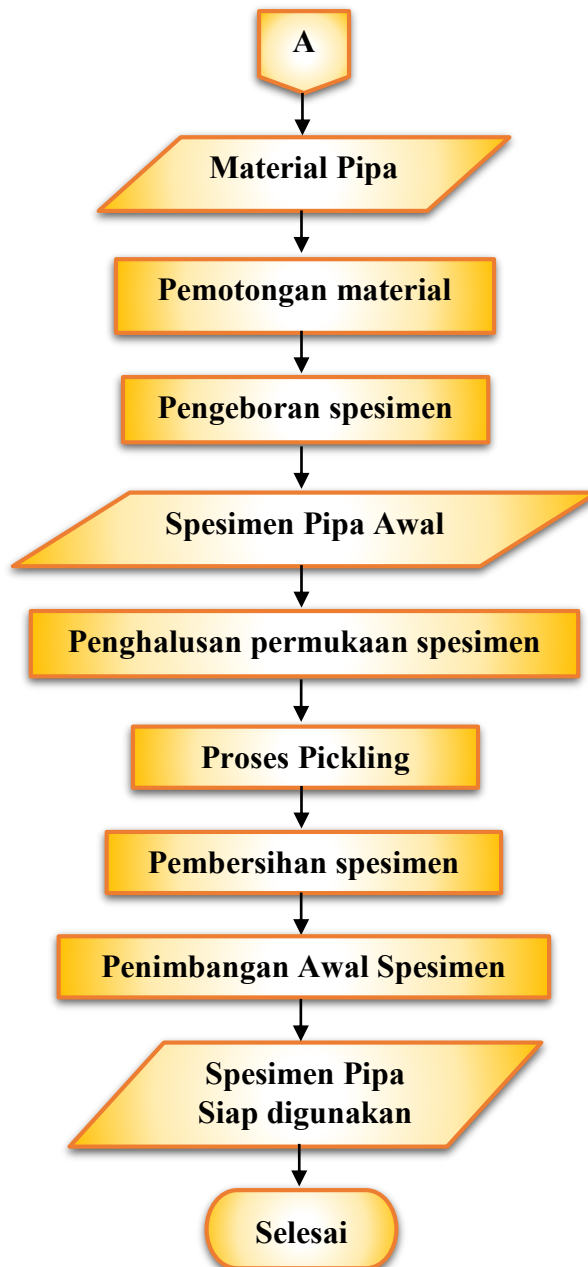 A
Material Pipa
Pemotongan material
Pengeboran spesimen
Spesimen Pipa Awal
Penghalusan permukaan spesimen
Proses Pickling
Pembersihan spesimen
Penimbangan Awal Spesimen
Spesimen Pipa
Siap digunakan
Selesai